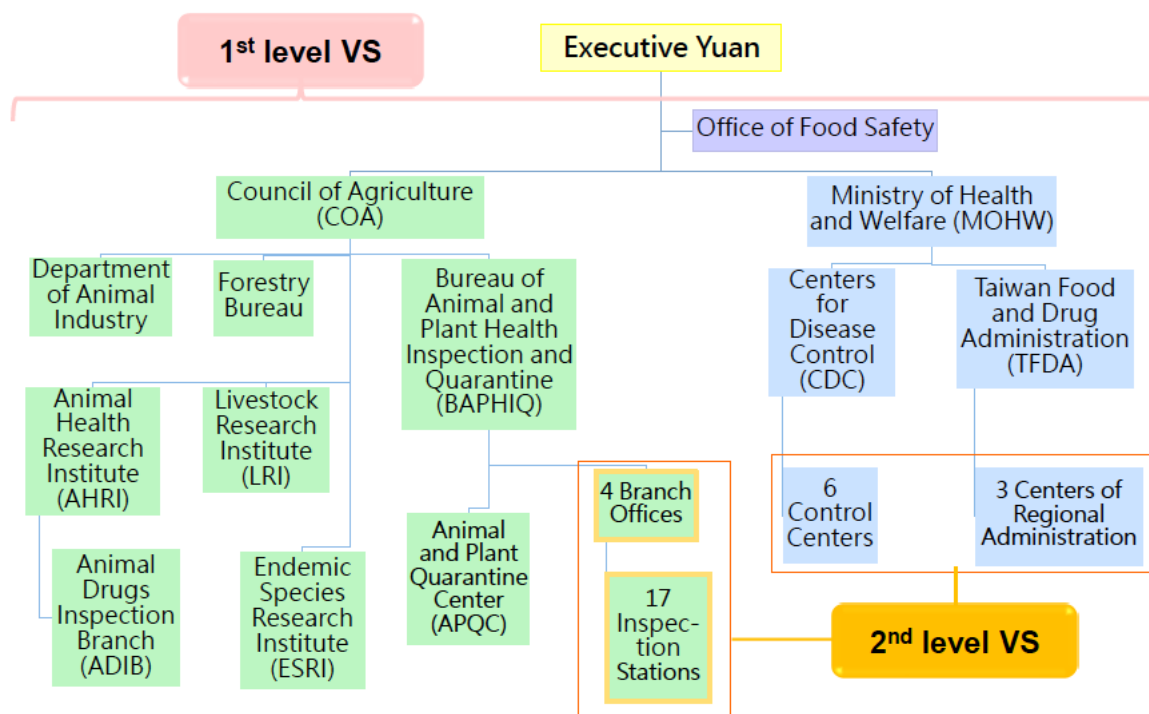 1st level VS
Executive Yuan
Office of Food Safety
Council of Agriculture
(COA)
Ministry of Health
and Welfare (MOHW)
Department
of Animal
Industry
Forestry
Bureau
Bureau of
Animal and
Plant Health
Inspection and
Quarantine
(BAPHIQ)
Centers
for
Disease
Control
(CDC)
Taiwan Food
and Drug
Administration
(TFDA)
Animal
Health
Research
Institute
(AHRI)
Livestock
Research
Institute
(LRI)
4 Branch
Offices
6
Control
Centers
3 Centers of
Regional
Administration
Animal
and Plant
Quarantine
Center
(APQC)
Animal
Drugs
Inspection
Branch
(ADIB)
Endemic
Species
Research
Institute
(ESRI)
17
Inspec-
tion
Stations
2nd level VS